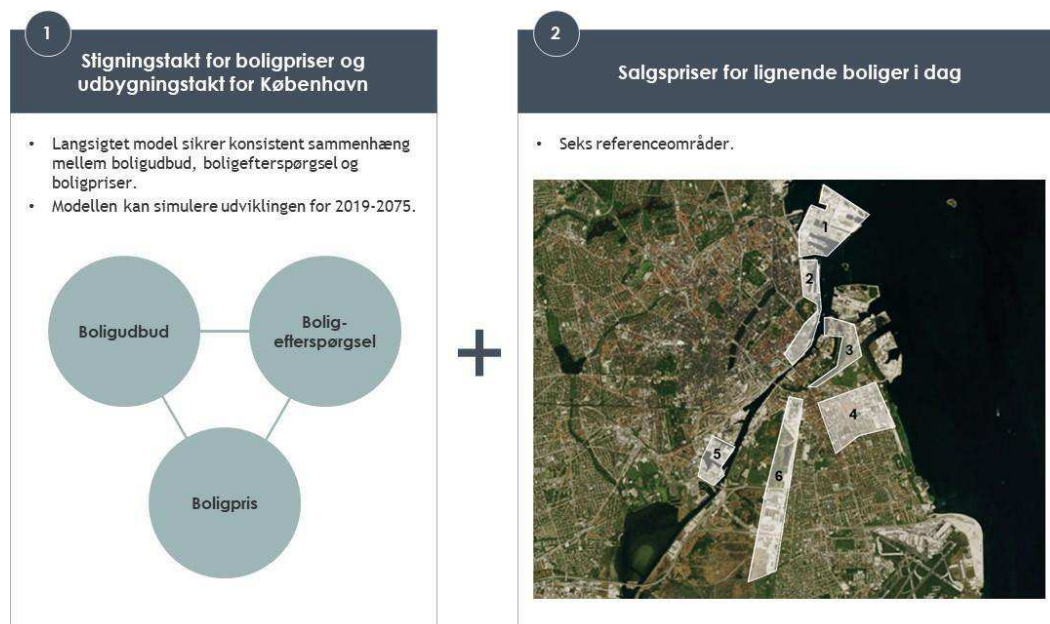 1
Stigningstakt for boligpriser og
udbygningstakt for København
• Langsigtet model sikrer konsistent sammenhæng
mellem boligudbud, boligefterspørgsel og
boligpriser.
• Modellen kan simulere udviklingen for 2019-2075.
Boligudbud
Bolig-
efterspørgsel
Boligpris
+
2
Salgspriser for lignende boliger i dag
• Seks referenceområder.
1
2
3
4
5
6